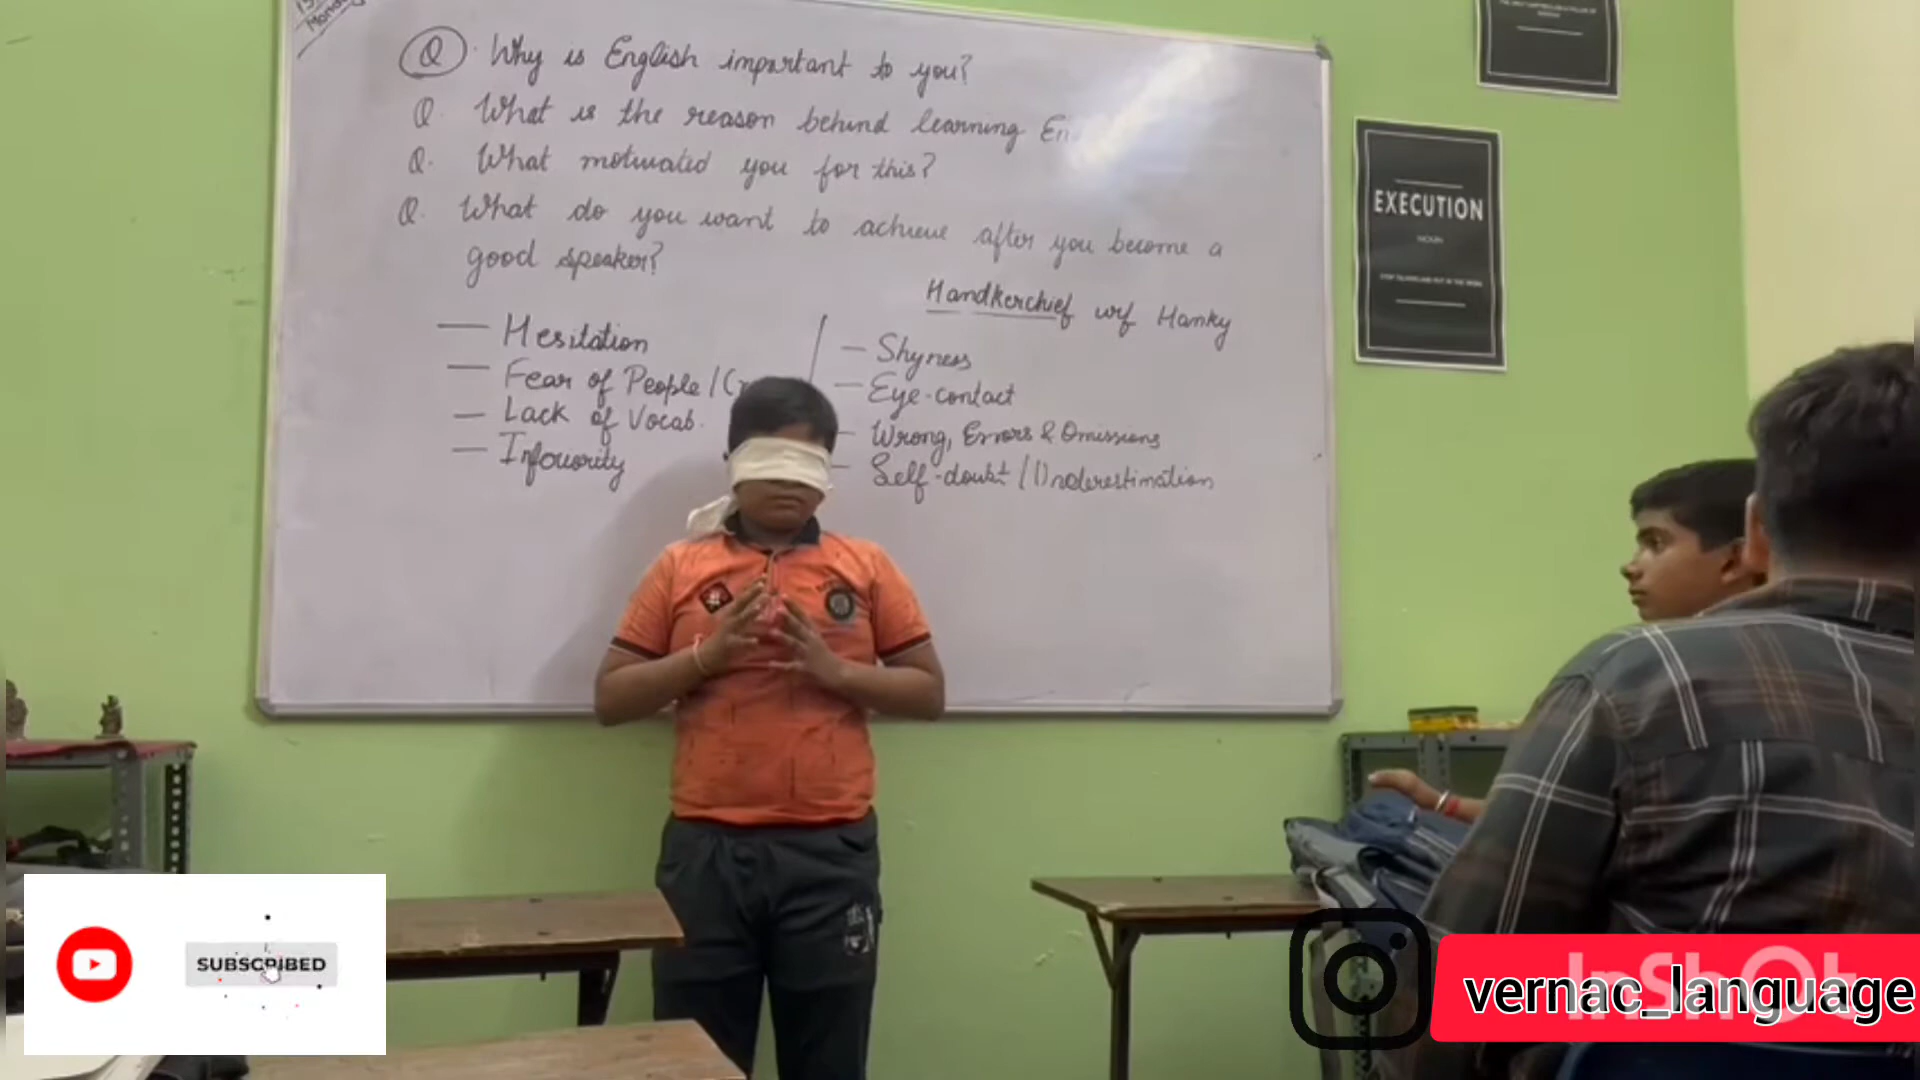 Q. Why is English important to you?
Q. What is the reason behind learning
Q. What motivated you for this?
Q. What do you want to achieve after you become a
good speaker?
Handkerchief Hanky
— Hesitation
— Fear of People /
— Lack of Vocab.
— Inferiority
— Shyness
— Eye-contact
— Wrong, Errors & Omissions
— Self-doubt / Underestimation
EXECUTION
NOUN
SUBSCRIBED
InShOt
vernac_language